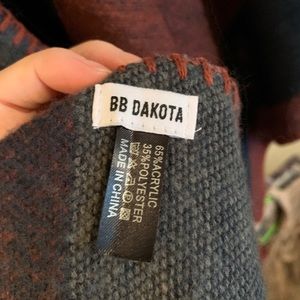 BB DAKOTA
65%ACRYLIC
35%POLYESTER
MADE IN CHINA